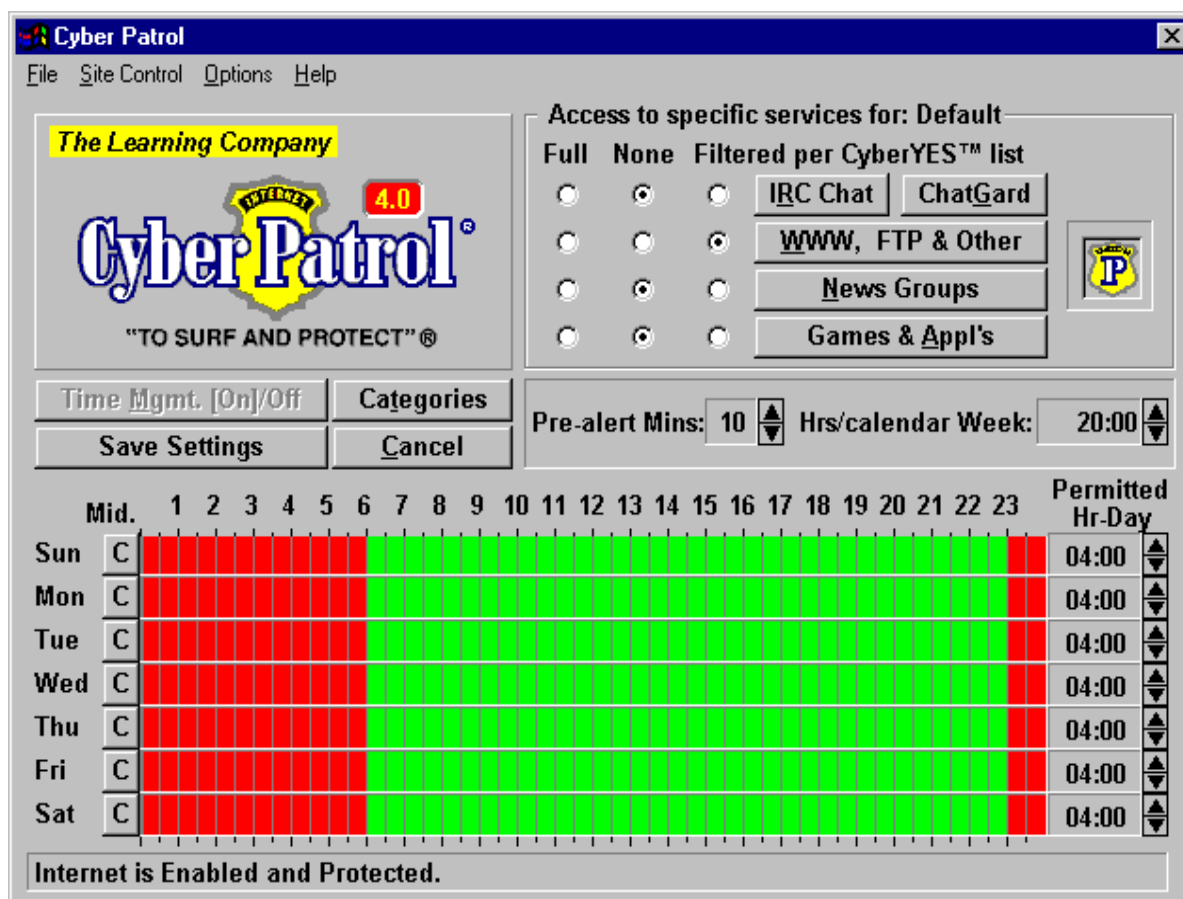 Cyber Patrol
File Site Control Options Help
The Learning Company
INTERNET
4.0
Cyber Patrol®
"TO SURF AND PROTECT"®
Access to specific services for: Default
Full None Filtered per CyberYES™ list
IRC Chat ChatGard
WWW, FTP & Other
News Groups
Games & Appl's
P
Time Mgmt. [On]/Off Categories
Save Settings Cancel
Pre-alert Mins: 10 Hrs/calendar Week: 20:00
Mid. 1 2 3 4 5 6 7 8 9 10 11 12 13 14 15 16 17 18 19 20 21 22 23 Permitted Hr-Day
Sun C 04:00
Mon C 04:00
Tue C 04:00
Wed C 04:00
Thu C 04:00
Fri C 04:00
Sat C 04:00
Internet is Enabled and Protected.